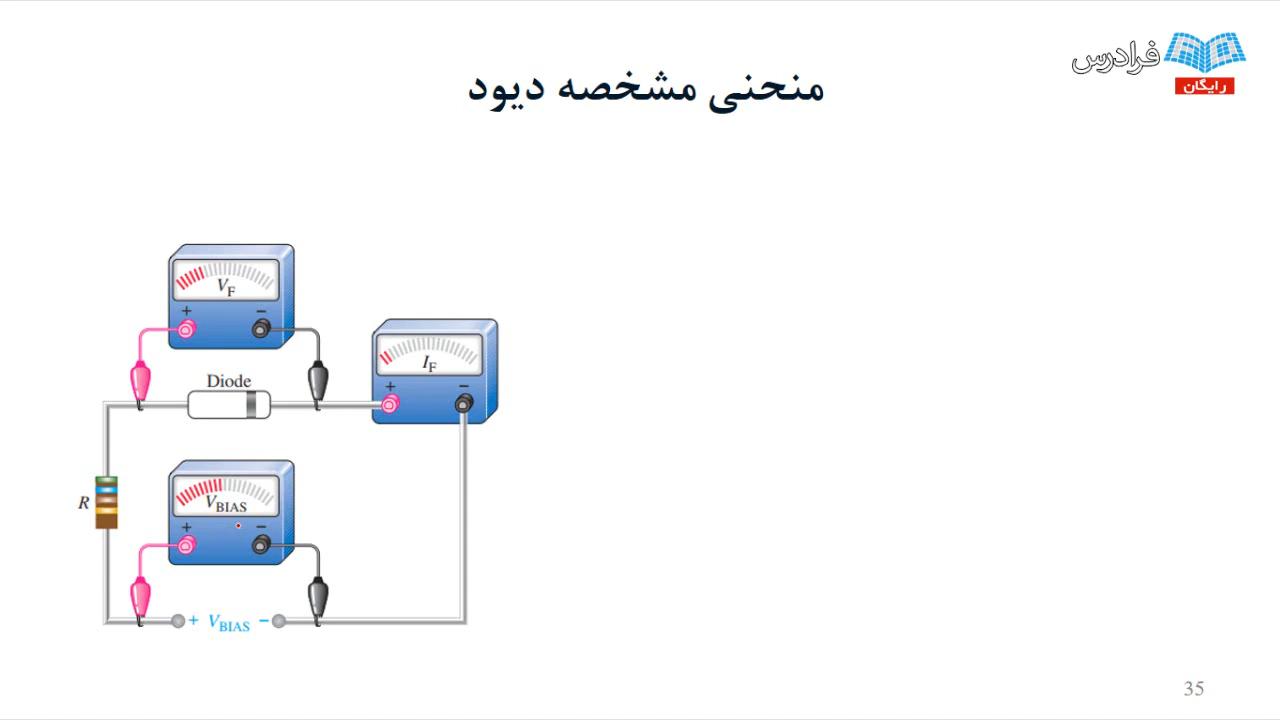 فرادرس
رایگان
منحنی مشخصه دیود
VF
+ −
IF
+ −
Diode
R
VBIAS
+ −
+ VBIAS −
35